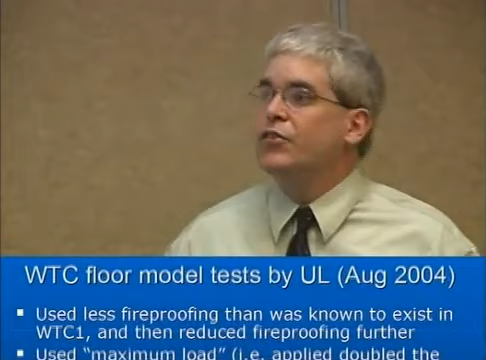 WTC floor model tests by UL (Aug 2004)
Used less fireproofing than was known to exist in
WTC1, and then reduced fireproofing further
Used "maximum load" (i.e. applied doubled the